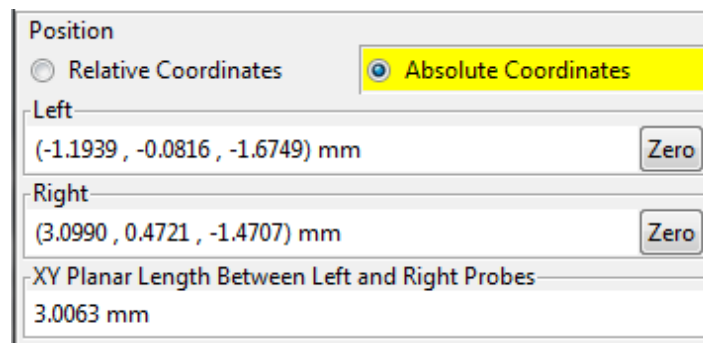 Position
Relative Coordinates Absolute Coordinates
Left
(-1.1939 , -0.0816 , -1.6749) mm Zero
Right
(3.0990 , 0.4721 , -1.4707) mm Zero
XY Planar Length Between Left and Right Probes
3.0063 mm